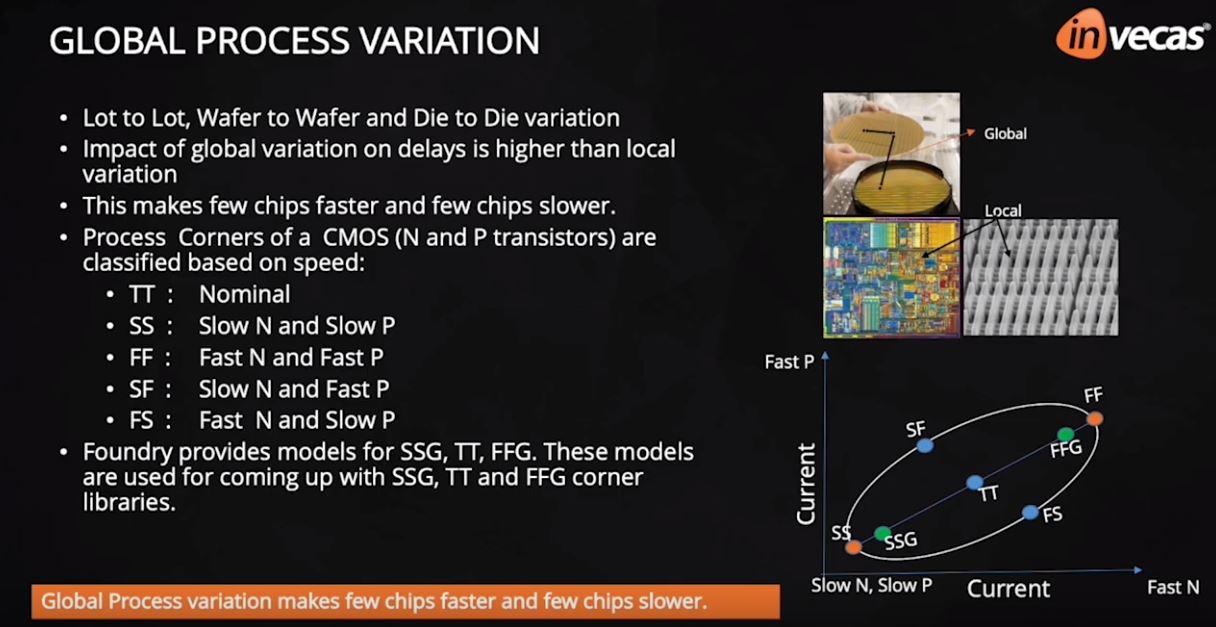 GLOBAL PROCESS VARIATION
invecas
• Lot to Lot, Wafer to Wafer and Die to Die variation
• Impact of global variation on delays is higher than local
variation
• This makes few chips faster and few chips slower.
• Process Corners of a CMOS (N and P transistors) are
classified based on speed:
• TT : Nominal
• SS : Slow N and Slow P
• FF : Fast N and Fast P
• SF : Slow N and Fast P
• FS : Fast N and Slow P
• Foundry provides models for SSG, TT, FFG. These models
are used for coming up with SSG, TT and FFG corner
libraries.
Global Process variation makes few chips faster and few chips slower.
Global
Local
Fast P
FF
SF
FFG
Current
TT
FS
SS
SSG
Slow N, Slow P
Current
Fast N